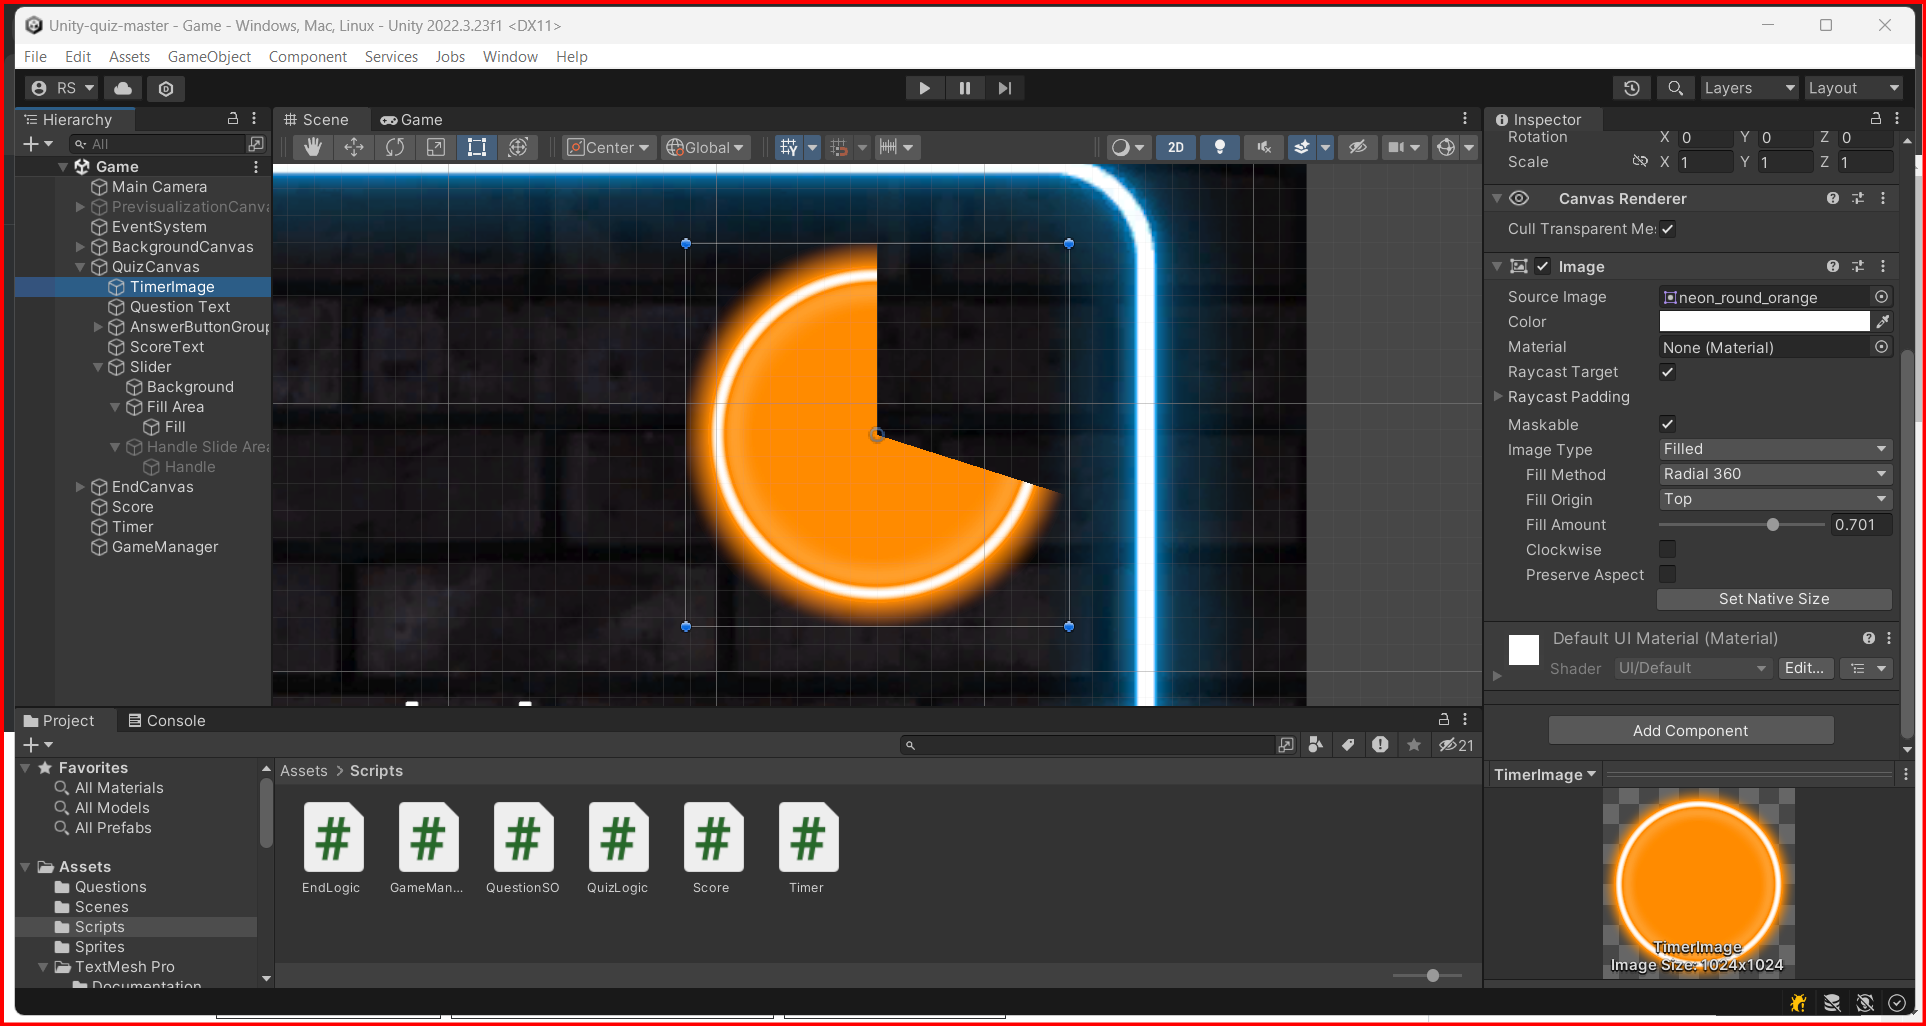 Unity-quiz-master - Game - Windows, Mac, Linux - Unity 2022.3.23f1 <DX11>
File Edit Assets GameObject Component Services Jobs Window Help
RS
Layers
Layout
Hierarchy
All
Game
Main Camera
PrevisualizationCanva
EventSystem
BackgroundCanvas
QuizCanvas
TimerImage
Question Text
AnswerButtonGroup
ScoreText
Slider
Background
Fill Area
Fill
Handle Slide Area
Handle
EndCanvas
Score
Timer
GameManager
Scene
Game
Center
Global
2D
Inspector
Rotation X 0 Y 0 Z 0
Scale X 1 Y 1 Z 1
Canvas Renderer
Cull Transparent Mes
Image
Source Image neon_round_orange
Color
Material None (Material)
Raycast Target
Raycast Padding
Maskable
Image Type Filled
Fill Method Radial 360
Fill Origin Top
Fill Amount 0.701
Clockwise
Preserve Aspect
Set Native Size
Default UI Material (Material)
Shader UI/Default Edit...
Add Component
TimerImage
TimerImage
Image Size: 1024x1024
Project
Console
21
Favorites
All Materials
All Models
All Prefabs
Assets
Questions
Scenes
Scripts
Sprites
TextMesh Pro
Documentation
Assets > Scripts
# # # # # #
EndLogic GameMan... QuestionSO QuizLogic Score Timer